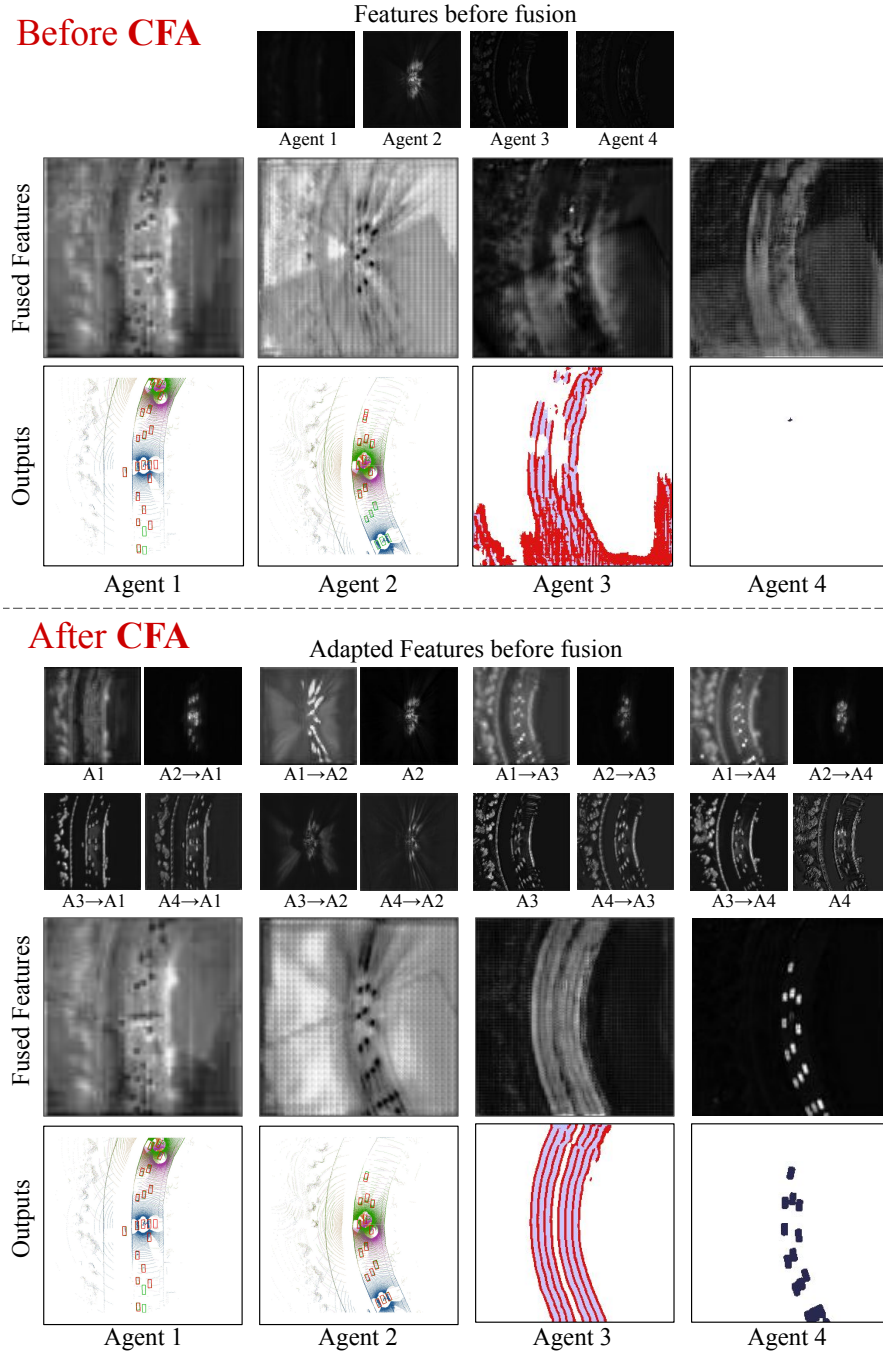 Before CFA
Features before fusion
Agent 1
Agent 2
Agent 3
Agent 4
Fused Features
Outputs
Agent 1
Agent 2
Agent 3
Agent 4
After CFA
Adapted Features before fusion
A1
A2→A1
A1→A2
A2
A1→A3
A2→A3
A1→A4
A2→A4
A3→A1
A4→A1
A3→A2
A4→A2
A3
A4→A3
A3→A4
A4
Fused Features
Outputs
Agent 1
Agent 2
Agent 3
Agent 4